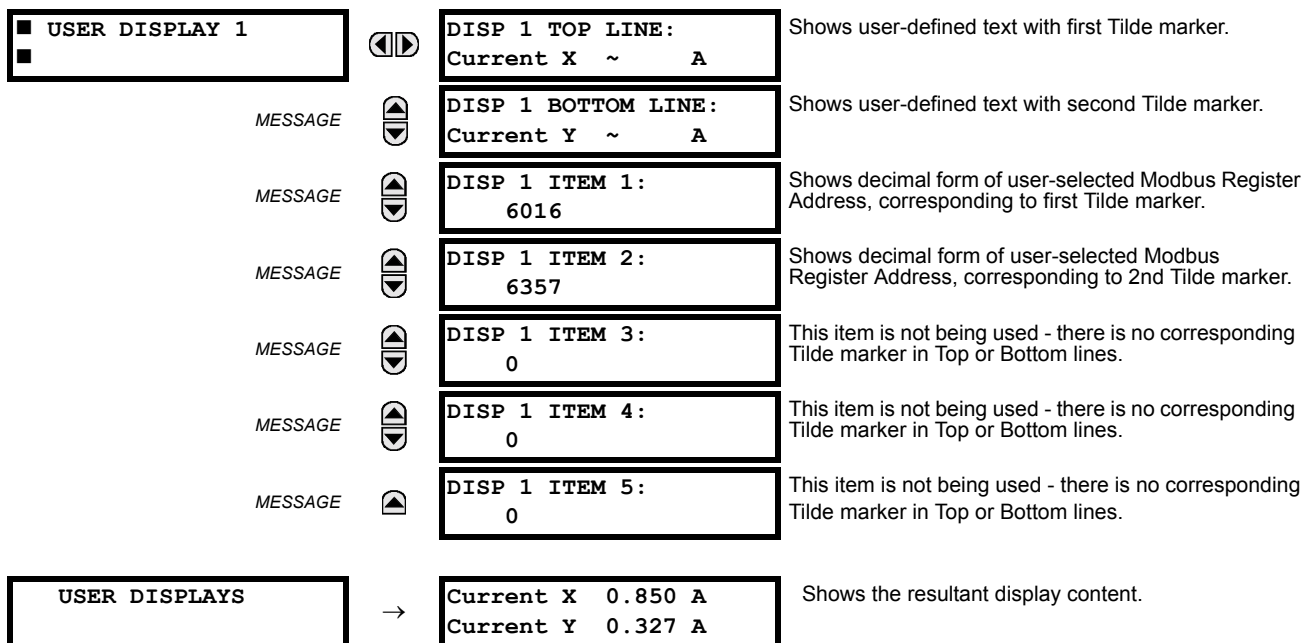 ■ USER DISPLAY 1
■
DISP 1 TOP LINE:
Current X ~ A
Shows user-defined text with first Tilde marker.
MESSAGE
DISP 1 BOTTOM LINE:
Current Y ~ A
Shows user-defined text with second Tilde marker.
MESSAGE
DISP 1 ITEM 1:
6016
Shows decimal form of user-selected Modbus Register
Address, corresponding to first Tilde marker.
MESSAGE
DISP 1 ITEM 2:
6357
Shows decimal form of user-selected Modbus
Register Address, corresponding to 2nd Tilde marker.
MESSAGE
DISP 1 ITEM 3:
0
This item is not being used - there is no corresponding
Tilde marker in Top or Bottom lines.
MESSAGE
DISP 1 ITEM 4:
0
This item is not being used - there is no corresponding
Tilde marker in Top or Bottom lines.
MESSAGE
DISP 1 ITEM 5:
0
This item is not being used - there is no corresponding
Tilde marker in Top or Bottom lines.
USER DISPLAYS
→
Current X 0.850 A
Current Y 0.327 A
Shows the resultant display content.